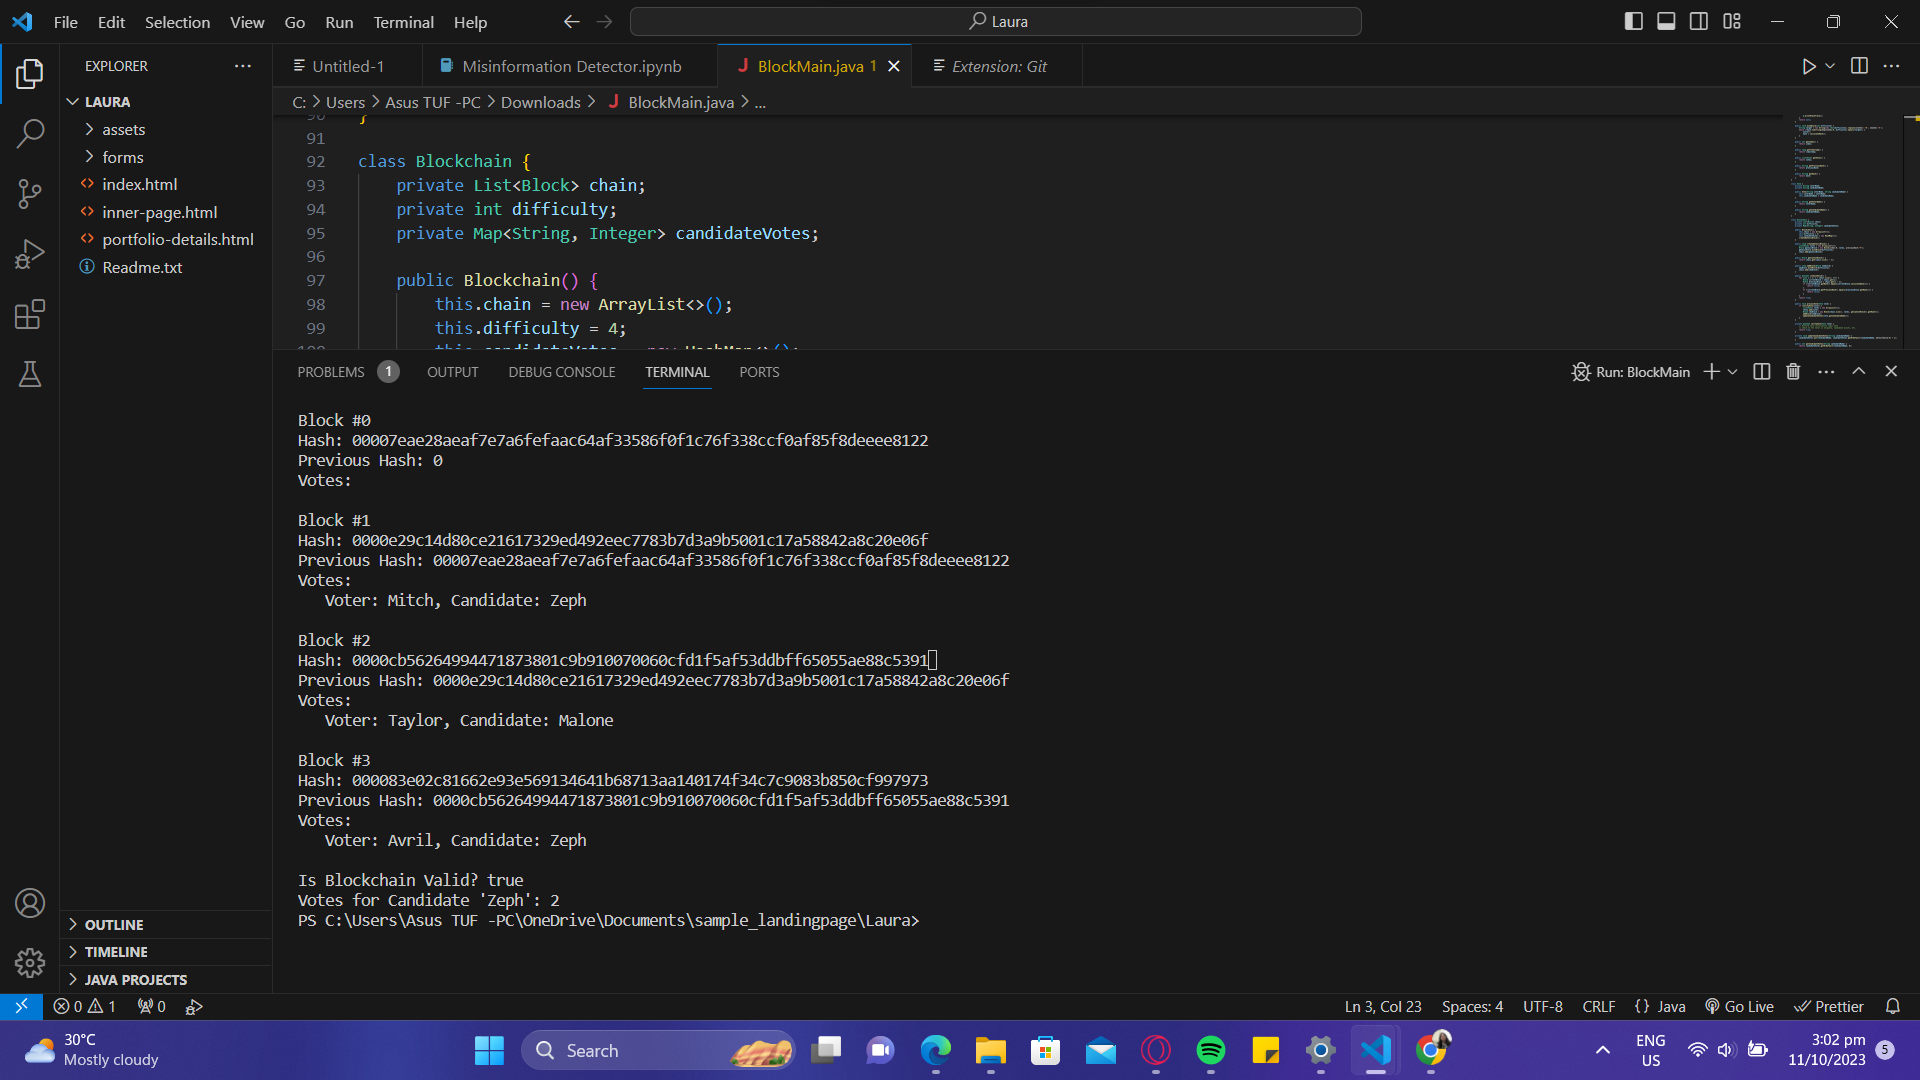 File Edit Selection View Go Run Terminal Help
Laura
EXPLORER
Untitled-1
Misinformation Detector.ipynb
BlockMain.java 1
Extension: Git
LAURA
assets
forms
index.html
inner-page.html
portfolio-details.html
Readme.txt
C: > Users > Asus TUF -PC > Downloads > BlockMain.java > ...
90 }
91
92 class Blockchain {
93 private List<Block> chain;
94 private int difficulty;
95 private Map<String, Integer> candidateVotes;
96
97 public Blockchain() {
98 this.chain = new ArrayList<>();
99 this.difficulty = 4;
100 this.candidateVotes = new HashMap<>();
PROBLEMS 1 OUTPUT DEBUG CONSOLE TERMINAL PORTS
Run: BlockMain
Block #0
Hash: 00007eae28aeaf7e7a6fefaac64af33586f0f1c76f338ccf0af85f8deeee8122
Previous Hash: 0
Votes:
Block #1
Hash: 0000e29c14d80ce21617329ed492eec7783b7d3a9b5001c17a58842a8c20e06f
Previous Hash: 00007eae28aeaf7e7a6fefaac64af33586f0f1c76f338ccf0af85f8deeee8122
Votes:
Voter: Mitch, Candidate: Zeph
Block #2
Hash: 0000cb56264994471873801c9b910070060cfd1f5af53ddbff65055ae88c5391
Previous Hash: 0000e29c14d80ce21617329ed492eec7783b7d3a9b5001c17a58842a8c20e06f
Votes:
Voter: Taylor, Candidate: Malone
Block #3
Hash: 000083e02c81662e93e569134641b68713aa140174f34c7c9083b850cf997973
Previous Hash: 0000cb56264994471873801c9b910070060cfd1f5af53ddbff65055ae88c5391
Votes:
Voter: Avril, Candidate: Zeph
Is Blockchain Valid? true
Votes for Candidate 'Zeph': 2
PS C:\Users\Asus TUF -PC\OneDrive\Documents\sample_landingpage\Laura>
OUTLINE
TIMELINE
JAVA PROJECTS
0 1 0
Ln 3, Col 23 Spaces: 4 UTF-8 CRLF {} Java Go Live Prettier
30°C
Mostly cloudy
Search
ENG
US
3:02 pm
11/10/2023
5